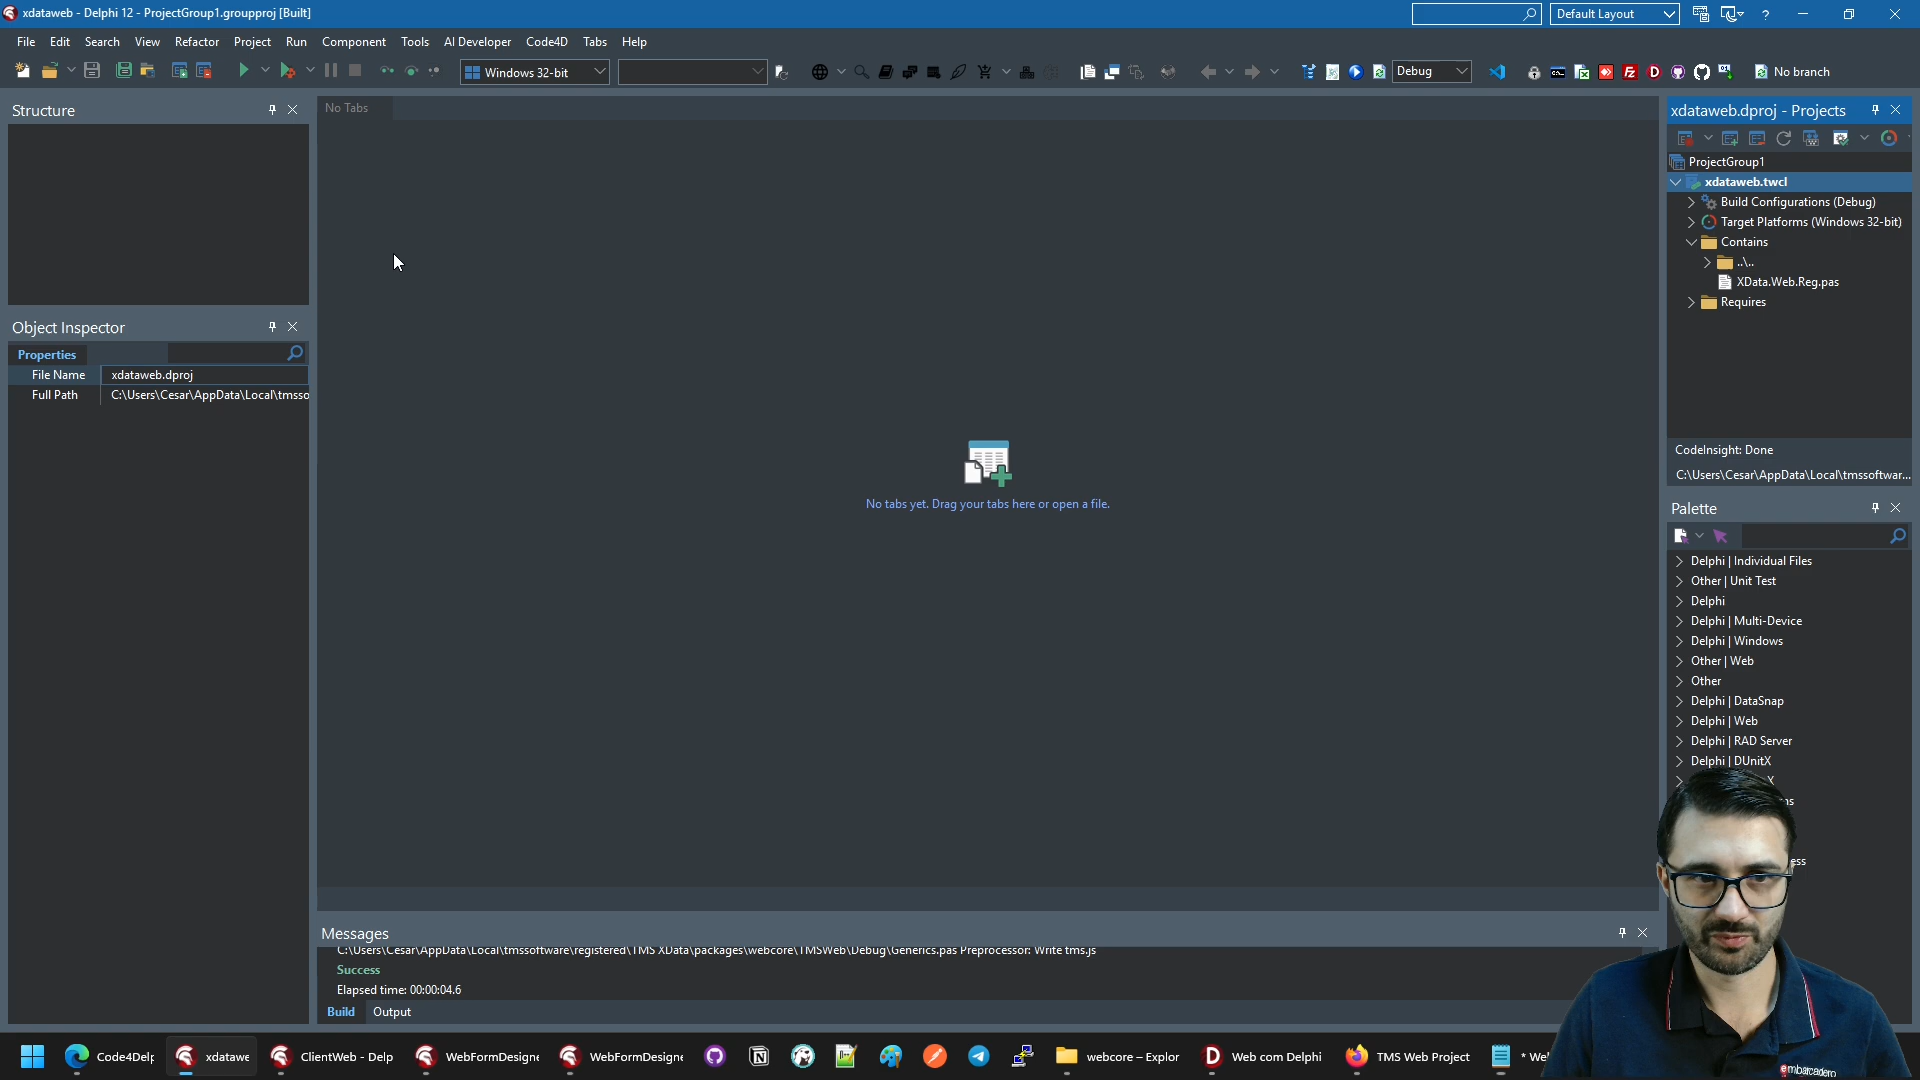 xdataweb - Delphi 12 - ProjectGroup1.groupproj [Built]
Default Layout
?
File Edit Search View Refactor Project Run Component Tools AI Developer Code4D Tabs Help
Windows 32-bit
Debug
No branch
Structure
No Tabs
xdataweb.dproj - Projects
ProjectGroup1
xdataweb.twcl
Build Configurations (Debug)
Target Platforms (Windows 32-bit)
Contains
..\..
XData.Web.Reg.pas
Requires
Object Inspector
Properties
File Name xdataweb.dproj
Full Path C:\Users\Cesar\AppData\Local\tmsso
No tabs yet. Drag your tabs here or open a file.
CodeInsight: Done
C:\Users\Cesar\AppData\Local\tmssoftwar...
Palette
Delphi | Individual Files
Other | Unit Test
Delphi
Delphi | Multi-Device
Delphi | Windows
Other | Web
Other
Delphi | DataSnap
Delphi | Web
Delphi | RAD Server
Delphi | DUnitX
Messages
C:\Users\Cesar\AppData\Local\tmssoftware\registered\TMS XData\packages\webcore\TMSWeb\Debug\Generics.pas Preprocessor: Write tms.js
Success
Elapsed time: 00:00:04.6
Build Output
Code4Delp
xdatawe
ClientWeb - Delp
WebFormDesigne
WebFormDesigne
webcore – Explor
Web com Delphi
TMS Web Project
embarcadero